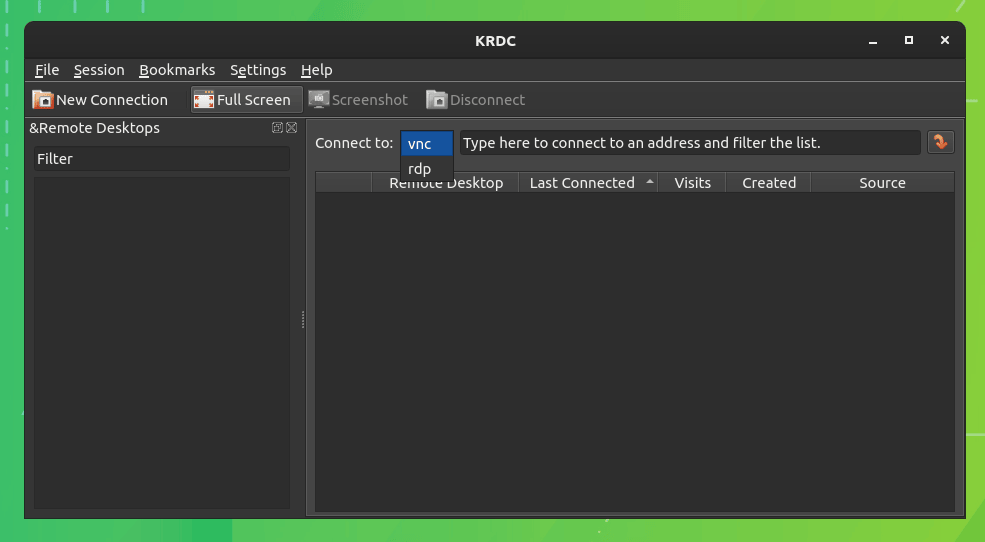 KRDC
File Session Bookmarks Settings Help
New Connection Full Screen Screenshot Disconnect
&Remote Desktops
Filter
Connect to: vnc Type here to connect to an address and filter the list.
rdp
Remote Desktop Last Connected Visits Created Source